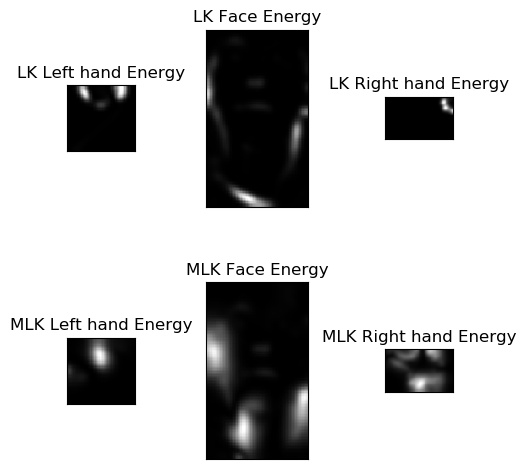 LK Face Energy
LK Left hand Energy
LK Right hand Energy
MLK Face Energy
MLK Left hand Energy
MLK Right hand Energy